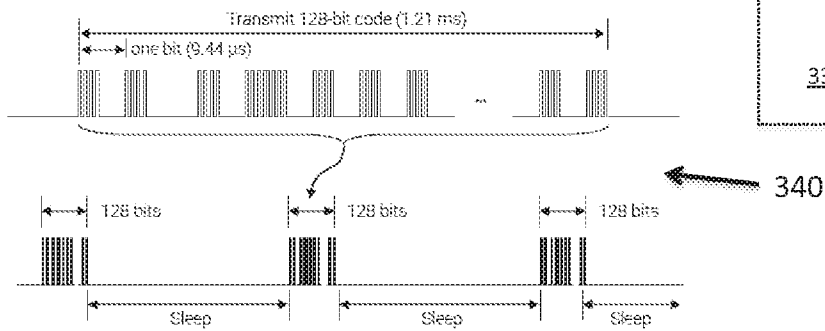 Transmit 128-bit code (1.21 ms)
one bit (9.44 µs)
...
340
128 bits
128 bits
128 bits
Sleep
Sleep
Sleep